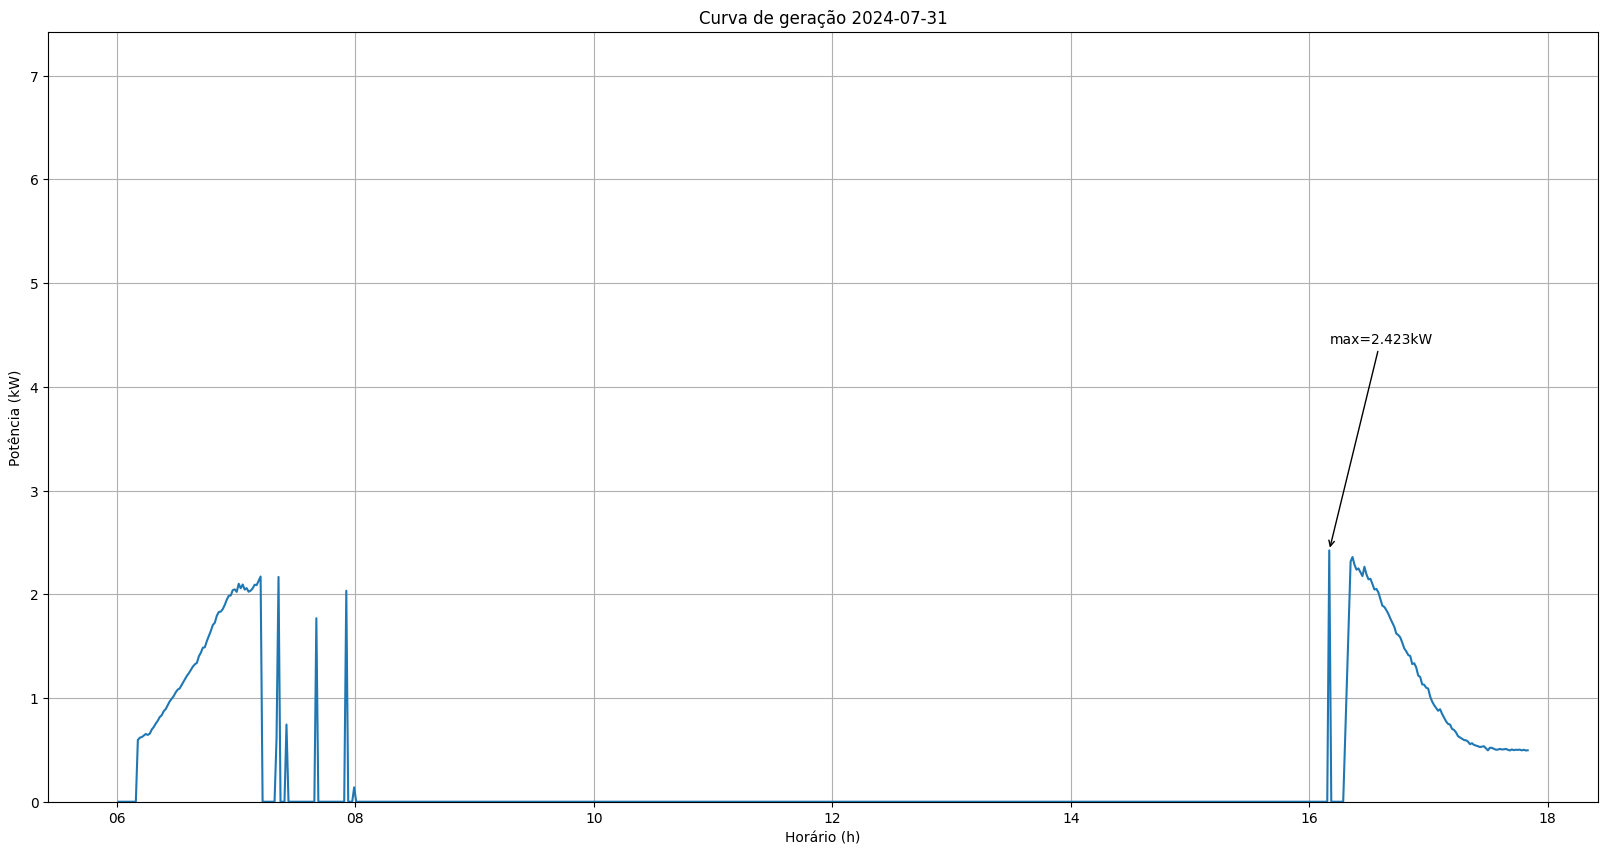 Curva de geração 2024-07-31
7
6
5
4
3
2
1
0
Potência (kW)
max=2.423kW
06 08 10 12 14 16 18
Horário (h)